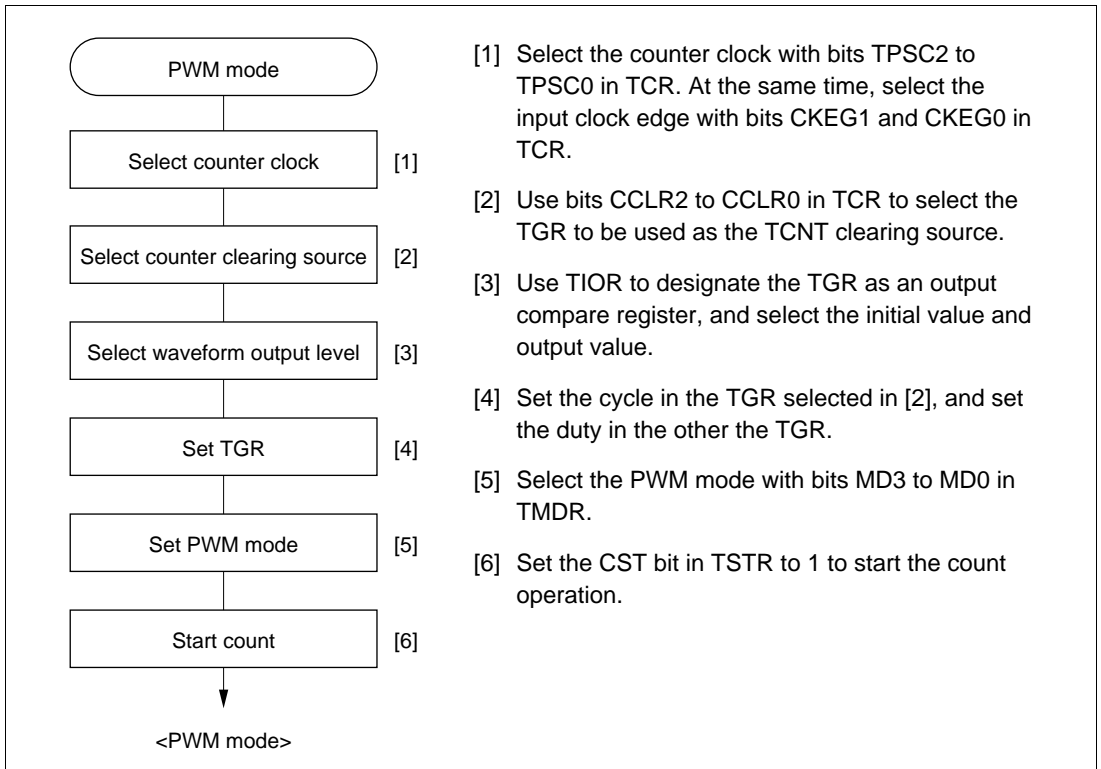 PWM mode
Select counter clock [1]
Select counter clearing source [2]
Select waveform output level [3]
Set TGR [4]
Set PWM mode [5]
Start count [6]
<PWM mode>
[1] Select the counter clock with bits TPSC2 to
TPSC0 in TCR. At the same time, select the
input clock edge with bits CKEG1 and CKEG0 in
TCR.
[2] Use bits CCLR2 to CCLR0 in TCR to select the
TGR to be used as the TCNT clearing source.
[3] Use TIOR to designate the TGR as an output
compare register, and select the initial value and
output value.
[4] Set the cycle in the TGR selected in [2], and set
the duty in the other the TGR.
[5] Select the PWM mode with bits MD3 to MD0 in
TMDR.
[6] Set the CST bit in TSTR to 1 to start the count
operation.